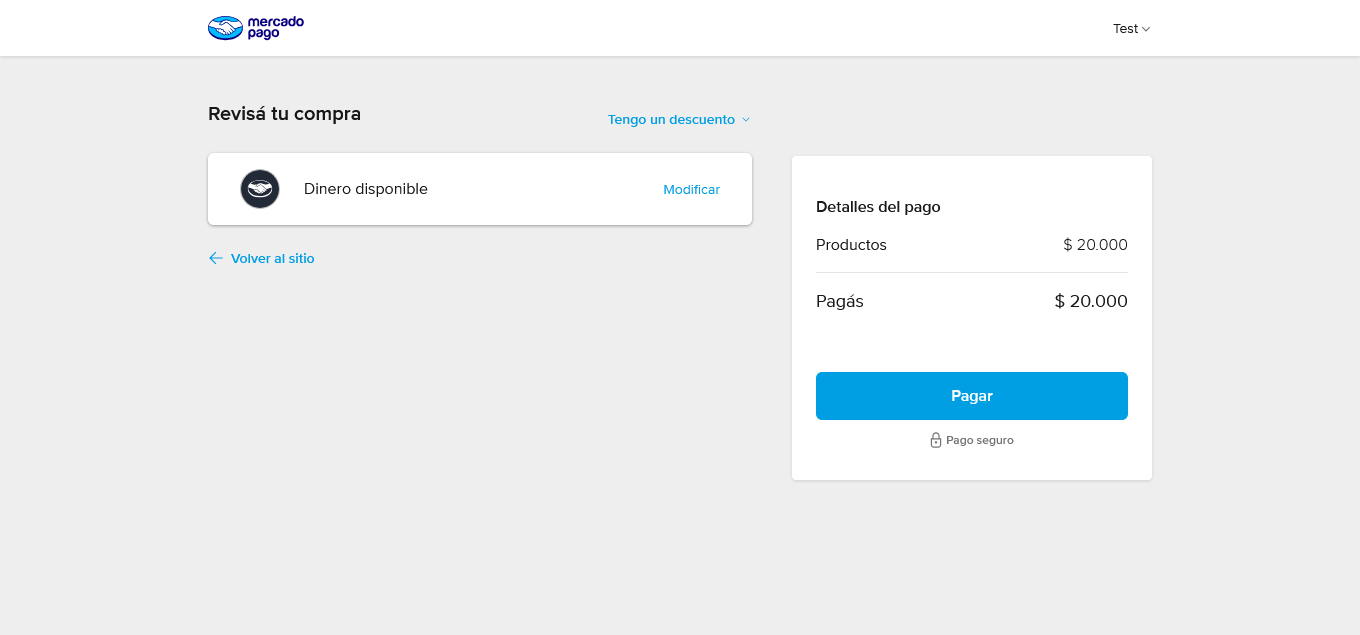 mercado
pago
Test
Revisá tu compra
Tengo un descuento
Dinero disponible
Modificar
Volver al sitio
Detalles del pago
Productos $ 20.000
Pagás $ 20.000
Pagar
Pago seguro